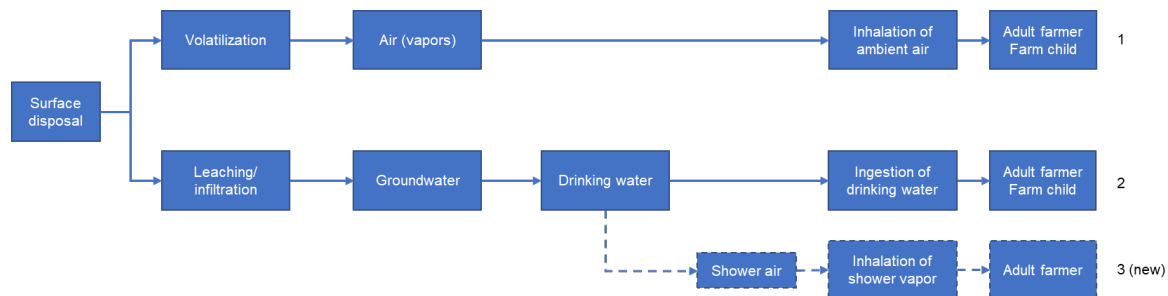 Surface
disposal
Volatilization
Air (vapors)
Inhalation of
ambient air
Adult farmer
Farm child
1
Leaching/
infiltration
Groundwater
Drinking water
Ingestion of
drinking water
Adult farmer
Farm child
2
Shower air
Inhalation of
shower vapor
Adult farmer
3 (new)